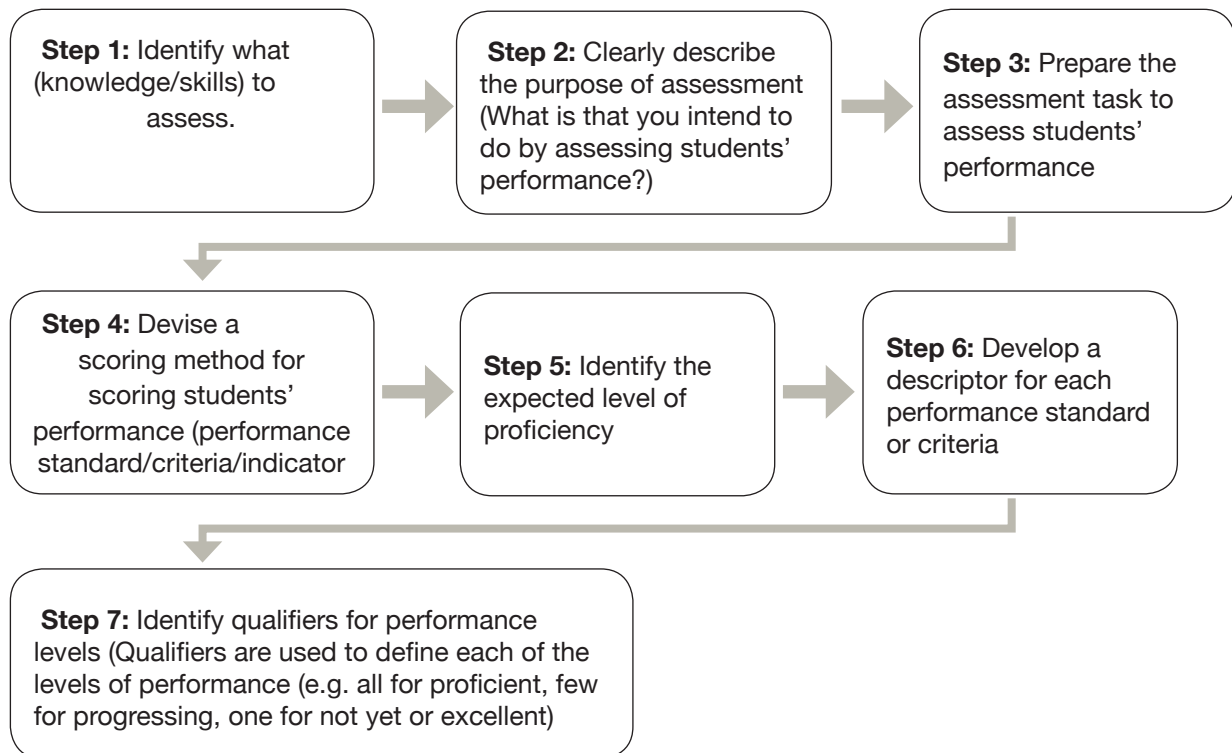 Step 1: Identify what
(knowledge/skills) to
assess.
Step 2: Clearly describe
the purpose of assessment
(What is that you intend to
do by assessing students’
performance?)
Step 3: Prepare the
assessment task to
assess students’
performance
Step 4: Devise a
scoring method for
scoring students’
performance (performance
standard/criteria/indicator
Step 5: Identify the
expected level of
proficiency
Step 6: Develop a
descriptor for each
performance standard
or criteria
Step 7: Identify qualifiers for performance
levels (Qualifiers are used to define each of the
levels of performance (e.g. all for proficient, few
for progressing, one for not yet or excellent)